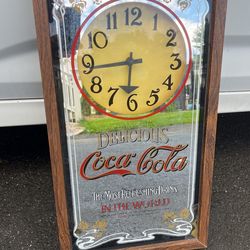 12
11 1
10 2
9 3
8 4
7 5
6
DELICIOUS
Coca-Cola
THE MOST REFRESHING DRINK
IN THE WORLD